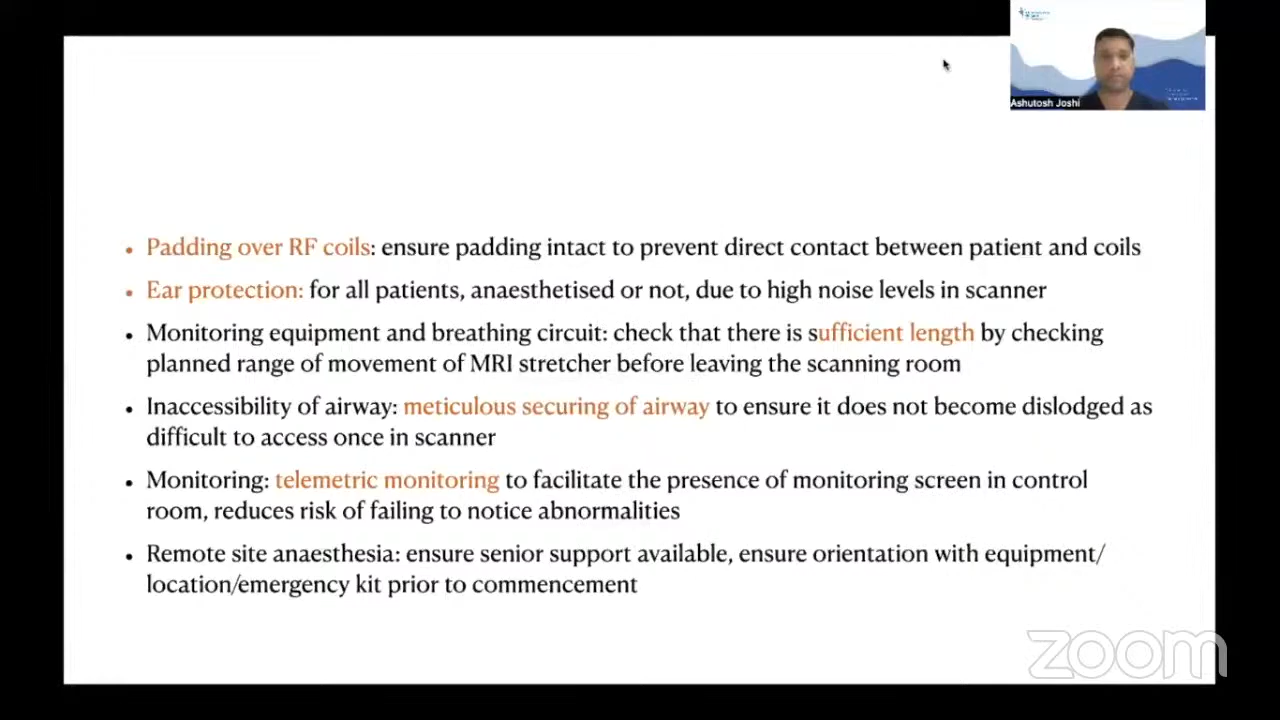 Ashutosh Joshi
• Padding over RF coils: ensure padding intact to prevent direct contact between patient and coils
• Ear protection: for all patients, anaesthetised or not, due to high noise levels in scanner
• Monitoring equipment and breathing circuit: check that there is sufficient length by checking
planned range of movement of MRI stretcher before leaving the scanning room
• Inaccessibility of airway: meticulous securing of airway to ensure it does not become dislodged as
difficult to access once in scanner
• Monitoring: telemetric monitoring to facilitate the presence of monitoring screen in control
room, reduces risk of failing to notice abnormalities
• Remote site anaesthesia: ensure senior support available, ensure orientation with equipment/
location/emergency kit prior to commencement
zoom